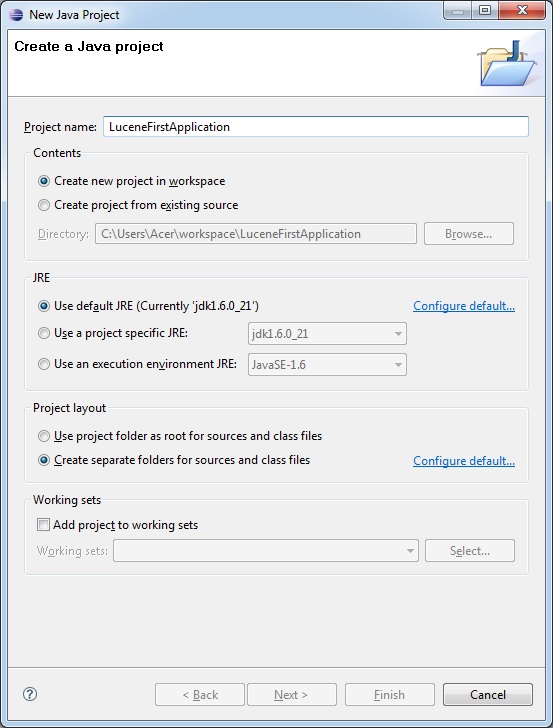 New Java Project
Create a Java project
Project name: LuceneFirstApplication
Contents
Create new project in workspace
Create project from existing source
Directory: C:\Users\Acer\workspace\LuceneFirstApplication Browse...
JRE
Use default JRE (Currently 'jdk1.6.0_21') Configure default...
Use a project specific JRE: jdk1.6.0_21
Use an execution environment JRE: JavaSE-1.6
Project layout
Use project folder as root for sources and class files
Create separate folders for sources and class files Configure default...
Working sets
Add project to working sets
Working sets: Select...
? < Back Next > Finish Cancel